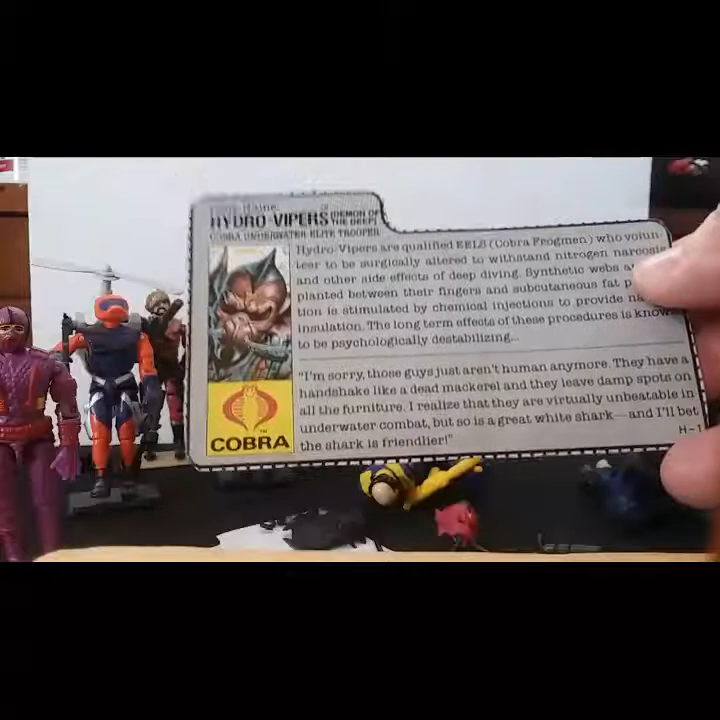 HYDRO-VIPERS (DEMON OF
THE DEEP)
COBRA UNDERWATER ELITE TROOPER
Hydro-Vipers are qualified EELS (Cobra Frogmen) who volun-
teer to be surgically altered to withstand nitrogen narcosis
and other side effects of deep diving. Synthetic webs
planted between their fingers and subcutaneous fat
tion is stimulated by chemical injections to provide
insulation. The long term effects of these procedures is known
to be psychologically destabilizing...
"I'm sorry, those guys just aren't human anymore. They have a
handshake like a dead mackerel and they leave damp spots on
all the furniture. I realize that they are virtually unbeatable in
underwater combat, but so is a great white shark—and I'll bet
the shark is friendlier!"
H-1
COBRA
TM